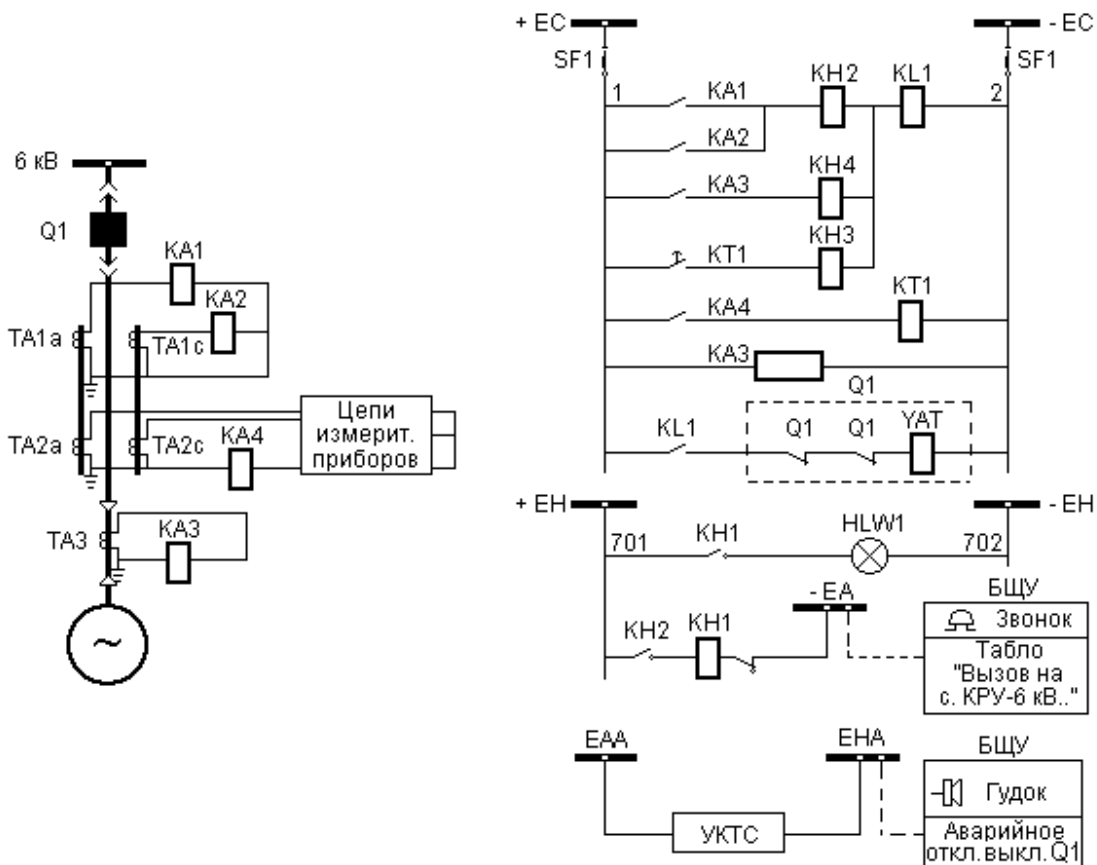 + EC
- EC
SF1
SF1
1
KA1
KH2
KL1
2
KA2
KA3
KH4
KT1
KH3
KA4
KT1
KA3
Q1
KL1
Q1
Q1
YAT
6 кВ
Q1
KA1
KA2
TA1a
TA1c
TA2a
TA2c
KA4
Цепи
измерит.
приборов
TA3
KA3
~
+ EH
- EH
701
KH1
HLW1
702
- EA
KH2
KH1
БЩУ
Звонок
Табло
"Вызов на
с. КРУ-6 кВ.."
EAA
EHA
УКТС
БЩУ
Гудок
Аварийное
откл.выкл. Q1